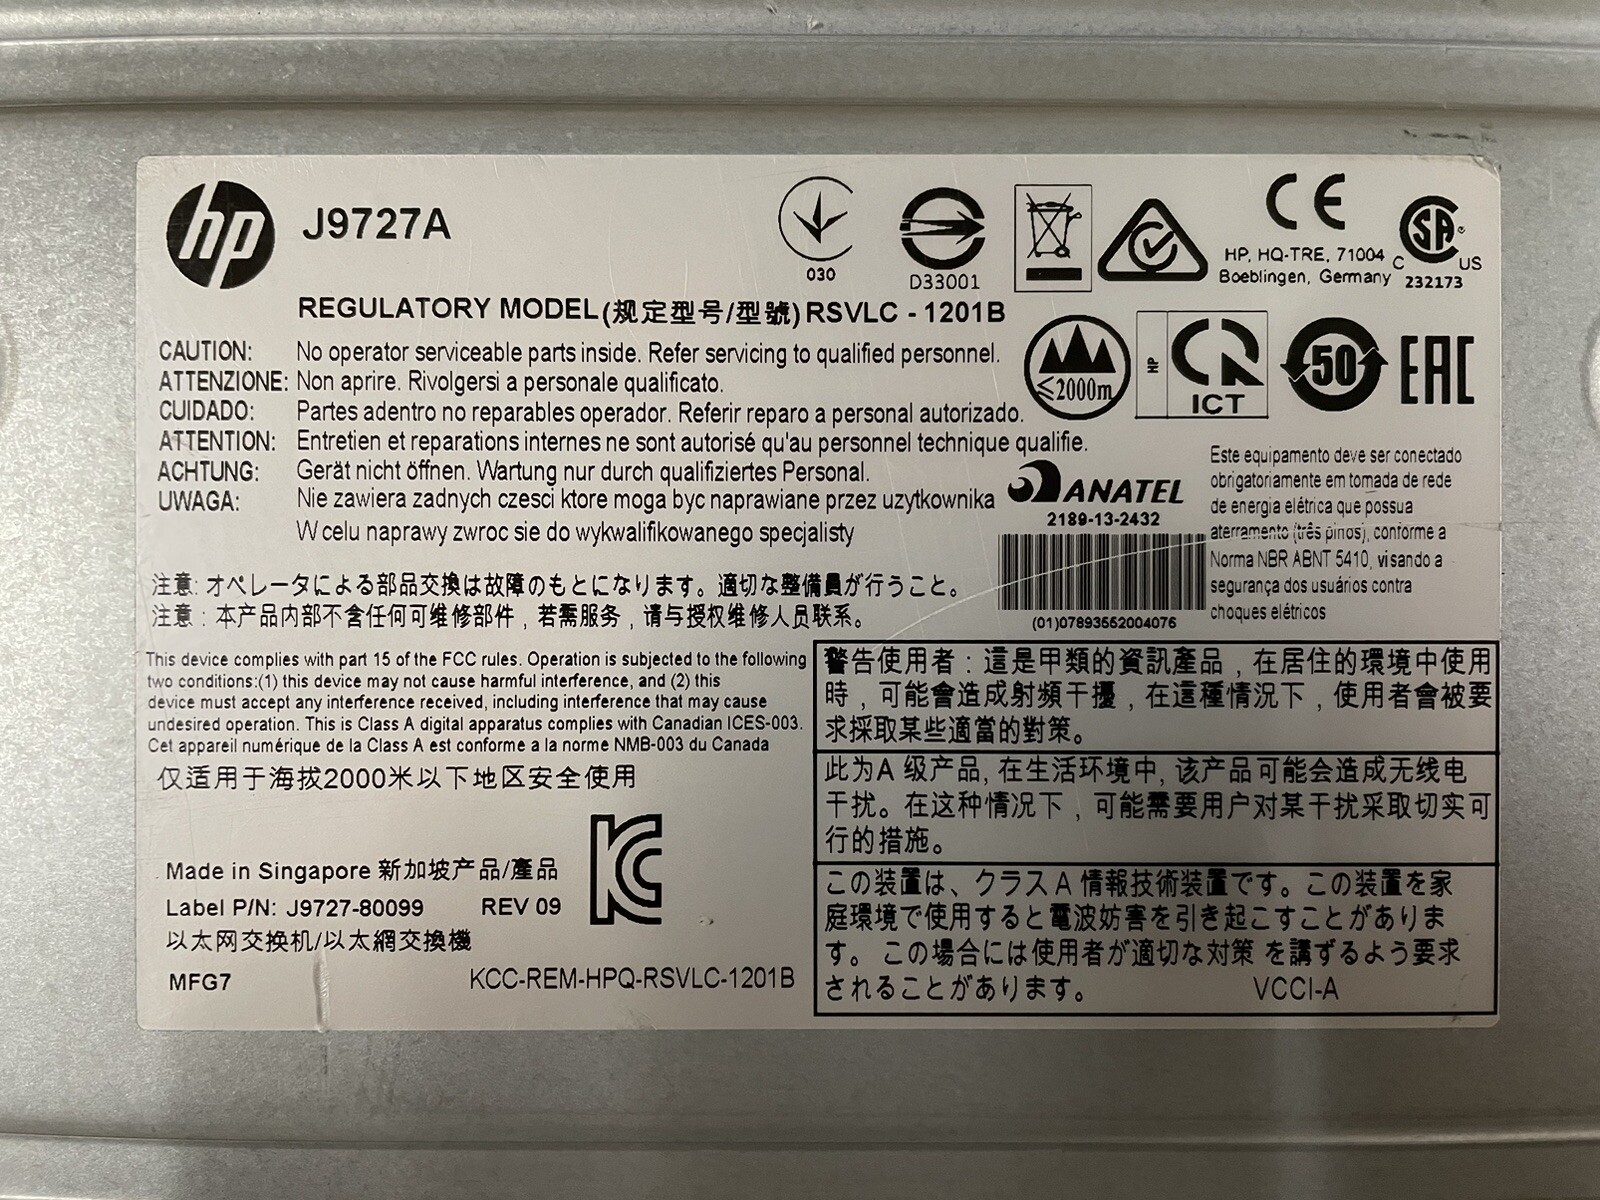 hp J9727A
030
D33001
CE
HP, HQ-TRE, 71004
Boeblingen, Germany
C SA ® US
232173
REGULATORY MODEL(规定型号/型號) RSVLC - 1201B
CAUTION: No operator serviceable parts inside. Refer servicing to qualified personnel.
ATTENZIONE: Non aprire. Rivolgersi a personale qualificato.
CUIDADO: Partes adentro no reparables operador. Referir reparo a personal autorizado.
ATTENTION: Entretien et reparations internes ne sont autorisé qu'au personnel technique qualifie.
ACHTUNG: Gerät nicht öffnen. Wartung nur durch qualifiziertes Personal.
UWAGA: Nie zawiera zadnych czesci ktore moga byc naprawiane przez uzytkownika
W celu naprawy zwroc sie do wykwalifikowanego specjalisty
≤2000m
HP
ICT
50
EAC
ANATEL
2189-13-2432
(01)07893552004076
Este equipamento deve ser conectado
obrigatoriamente em tomada de rede
de energia elétrica que possua
aterramento (três pinos), conforme a
Norma NBR ABNT 5410, visando a
segurança dos usuários contra
choques elétricos
注意: オペレータによる部品交換は故障のもとになります。適切な整備員が行うこと。
注意：本产品内部不含任何可维修部件，若需服务，请与授权维修人员联系。
This device complies with part 15 of the FCC rules. Operation is subjected to the following
two conditions:(1) this device may not cause harmful interference, and (2) this
device must accept any interference received, including interference that may cause
undesired operation. This is Class A digital apparatus complies with Canadian ICES-003.
Cet appareil numérique de la Class A est conforme a la norme NMB-003 du Canada
仅适用于海拔2000米以下地区安全使用
Made in Singapore 新加坡产品/產品
Label P/N: J9727-80099 REV 09
以太网交换机/以太網交換機
MFG7
KCC-REM-HPQ-RSVLC-1201B
警告使用者：這是甲類的資訊產品，在居住的環境中使用
時，可能會造成射頻干擾，在這種情況下，使用者會被要
求採取某些適當的對策。
此为A 级产品, 在生活环境中, 该产品可能会造成无线电
干扰。在这种情况下，可能需要用户对某干扰采取切实可
行的措施。
この装置は、クラスA 情報技術装置です。この装置を家
庭環境で使用すると電波妨害を引き起こすことがありま
す。 この場合には使用者が適切な対策 を講ずるよう要求
されることがあります。 VCCI-A